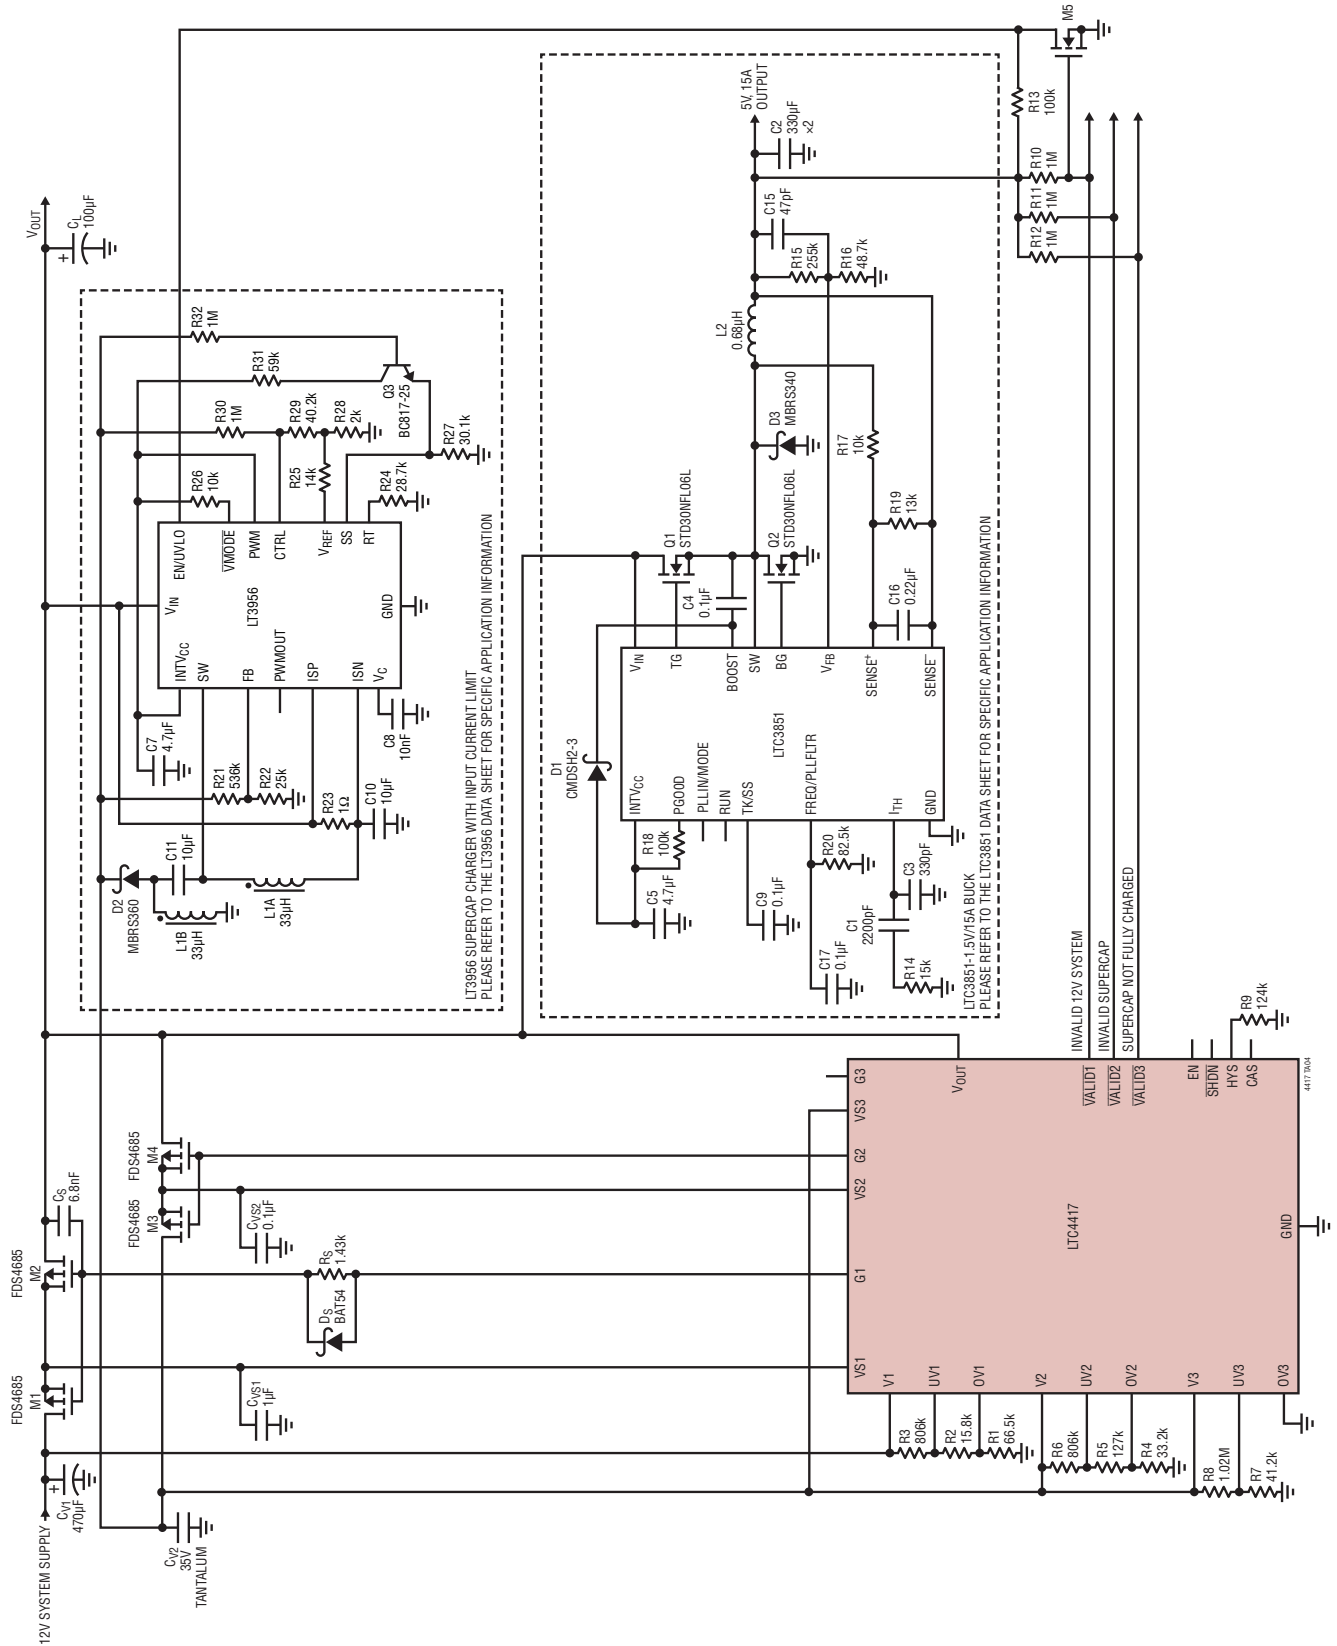 12V SYSTEM SUPPLY
CV1
470µF
CV2
35V
TANTALUM
FDS4685
M1
FDS4685
M2
CS
6.8nF
FDS4685
M3
FDS4685
M4
CVS1
1µF
CVS2
0.1µF
DS
BAT54
RS
1.43k
VOUT
CL
100µF
D2
MBRS360
L1B
33µH
C11
10µF
L1A
33µH
C7
4.7µF
R21
536k
R22
25k
R23
1Ω
C10
10µF
C8
10nF
INTVCC
SW
FB
PWMOUT
ISP
ISN
VC
VIN
LT3956
GND
EN/UVLO
VMODE
PWM
CTRL
VREF
SS
RT
R26
10k
R25
14k
R24
28.7k
R30
1M
R29
40.2k
R28
2k
R27
30.1k
R31
59k
R32
1M
Q3
BC817-25
LT3956 SUPERCAP CHARGER WITH INPUT CURRENT LIMIT
PLEASE REFER TO THE LT3956 DATA SHEET FOR SPECIFIC APPLICATION INFORMATION
D1
CMDSH2-3
R18
100k
C5
4.7µF
C9
0.1µF
C17
0.1µF
R20
82.5k
C1
2200pF
C3
330pF
R14
15k
INTVCC
PGOOD
PLLIN/MODE
RUN
TK/SS
FREQ/PLLFLTR
ITH
GND
LTC3851
VIN
TG
BOOST
SW
BG
VFB
SENSE+
SENSE–
C4
0.1µF
Q1
STD30NFL06L
Q2
STD30NFL06L
D3
MBRS340
R17
10k
R19
13k
C16
0.22µF
L2
0.68µH
R15
255k
R16
48.7k
C15
47pF
C2
330µF
×2
5V, 15A
OUTPUT
LTC3851-1.5V/15A BUCK
PLEASE REFER TO THE LTC3851 DATA SHEET FOR SPECIFIC APPLICATION INFORMATION
R12
1M
R11
1M
R10
1M
R13
100k
M5
INVALID 12V SYSTEM
INVALID SUPERCAP
SUPERCAP NOT FULLY CHARGED
VS1
G1
VS2
G2
VS3
G3
V1
UV1
OV1
V2
UV2
OV2
V3
UV3
OV3
LTC4417
GND
VOUT
VALID1
VALID2
VALID3
EN
SHDN
HYS
CAS
R3
806k
R2
15.8k
R1
66.5k
R6
806k
R5
127k
R4
33.2k
R8
1.02M
R7
41.2k
R9
124k
4417 TA04